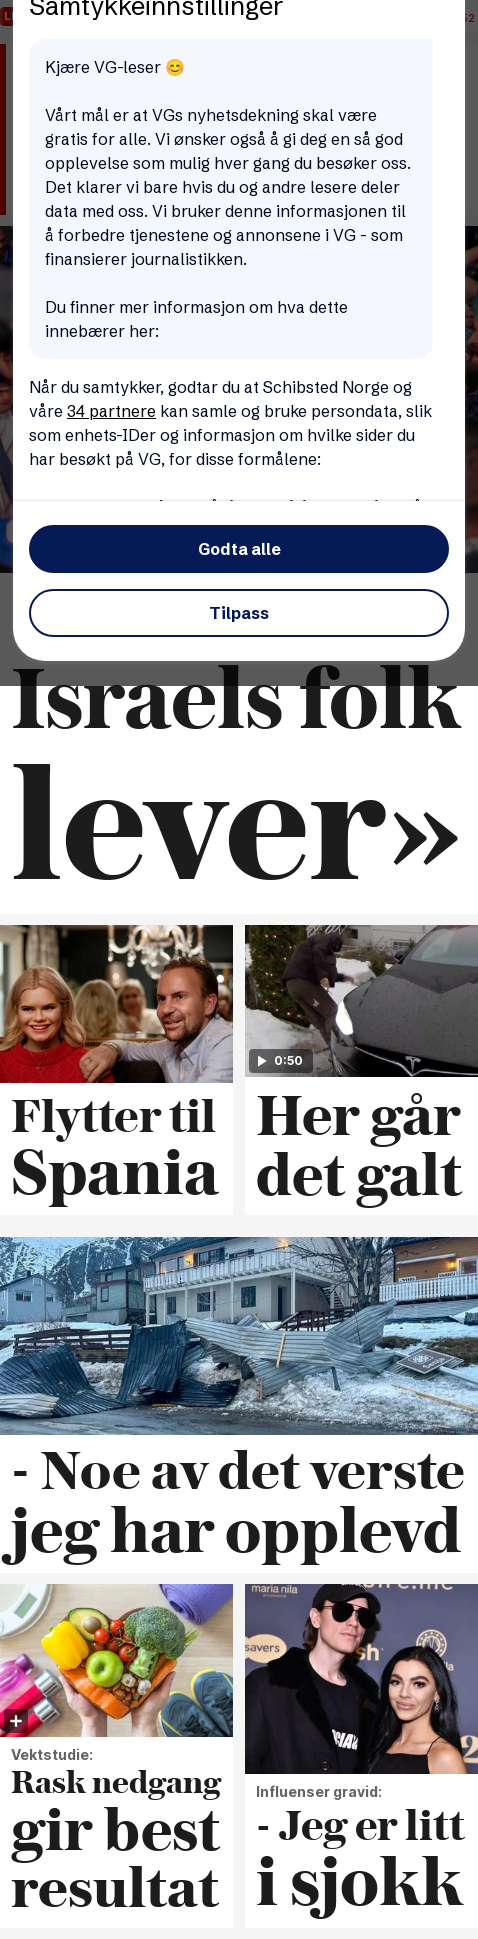 Samtykkeinnstillinger
Kjære VG-leser 😊
Vårt mål er at VGs nyhetsdekning skal være
gratis for alle. Vi ønsker også å gi deg en så god
opplevelse som mulig hver gang du besøker oss.
Det klarer vi bare hvis du og andre lesere deler
data med oss. Vi bruker denne informasjonen til
å forbedre tjenestene og annonsene i VG - som
finansierer journalistikken.
Du finner mer informasjon om hva dette
innebærer her:
Når du samtykker, godtar du at Schibsted Norge og
våre 34 partnere kan samle og bruke persondata, slik
som enhets-IDer og informasjon om hvilke sider du
har besøkt på VG, for disse formålene:
Godta alle
Tilpass
Israels folk
lever»
0:50
Flytter til
Spania
Her går
det galt
- Noe av det verste
jeg har opplevd
maria nila
savers
Vektstudie:
Rask nedgang
gir best
resultat
Influenser gravid:
- Jeg er litt
i sjokk